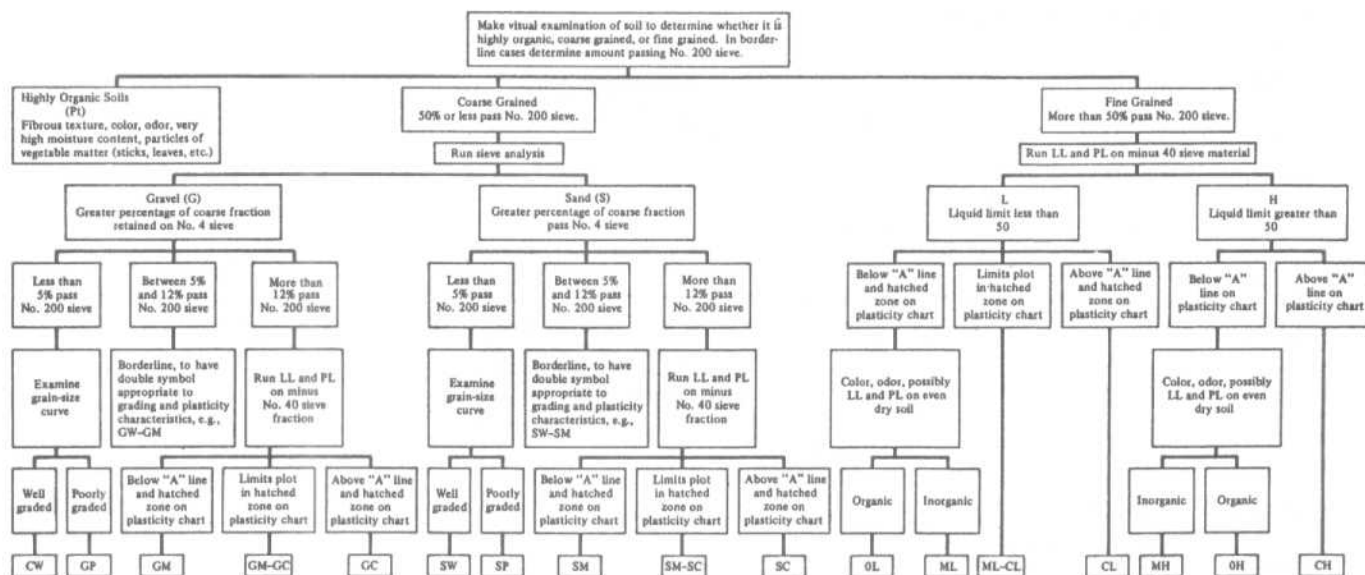 Make visual examination of soil to determine whether it is
highly organic, coarse grained, or fine grained. In border-
line cases determine amount passing No. 200 sieve.
Highly Organic Soils
(Pt)
Fibrous texture, color, odor, very
high moisture content, particles of
vegetable matter (sticks, leaves, etc.)
Coarse Grained
50% or less pass No. 200 sieve.
Fine Grained
More than 50% pass No. 200 sieve.
Run sieve analysis
Run LL and PL on minus 40 sieve material
Gravel (G)
Greater percentage of coarse fraction
retained on No. 4 sieve
Sand (S)
Greater percentage of coarse fraction
pass No. 4 sieve
L
Liquid limit less than
50
H
Liquid limit greater than
50
Less than
5% pass
No. 200 sieve
Between 5%
and 12% pass
No. 200 sieve
More than
12% pass
No. 200 sieve
Less than
5% pass
No. 200 sieve
Between 5%
and 12% pass
No. 200 sieve
More than
12% pass
No. 200 sieve
Below "A" line
and hatched
zone on
plasticity chart
Limits plot
in hatched
zone on
plasticity chart
Above "A" line
and hatched
zone on
plasticity chart
Below "A"
line on
plasticity chart
Above "A"
line on
plasticity chart
Examine
grain-size
curve
Borderline, to have
double symbol
appropriate to
grading and plasticity
characteristics, e.g.,
GW-GM
Run LL and PL
on minus
No. 40 sieve
fraction
Examine
grain-size
curve
Borderline, to have
double symbol
appropriate to
grading and plasticity
characteristics, e.g.,
SW-SM
Run LL and PL
on minus
No. 40 sieve
fraction
Color, odor, possibly
LL and PL on even
dry soil
Color, odor, possibly
LL and PL on even
dry soil
Well
graded
Poorly
graded
Below "A" line
and hatched
zone on
plasticity chart
Limits plot
in hatched
zone on
plasticity chart
Above "A" line
and hatched
zone on
plasticity chart
Well
graded
Poorly
graded
Below "A" line
and hatched
zone on
plasticity chart
Limits plot
in hatched
zone on
plasticity chart
Above "A" line
and hatched
zone on
plasticity chart
Organic
Inorganic
Inorganic
Organic
CW
GP
GM
GM-GC
GC
SW
SP
SM
SM-SC
SC
0L
ML
ML-CL
CL
MH
0H
CH